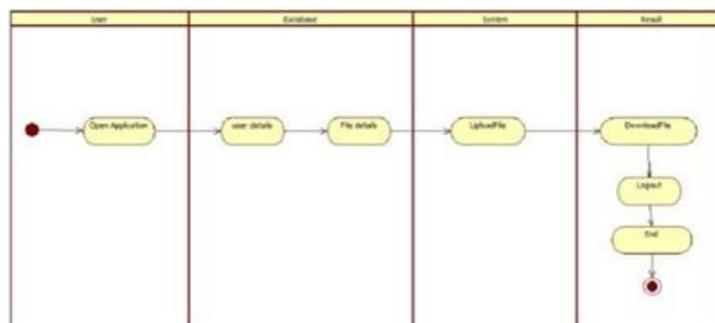 User
Database
System
Result
Open Application
user details
File details
UploadFile
DownloadFile
Logout
End